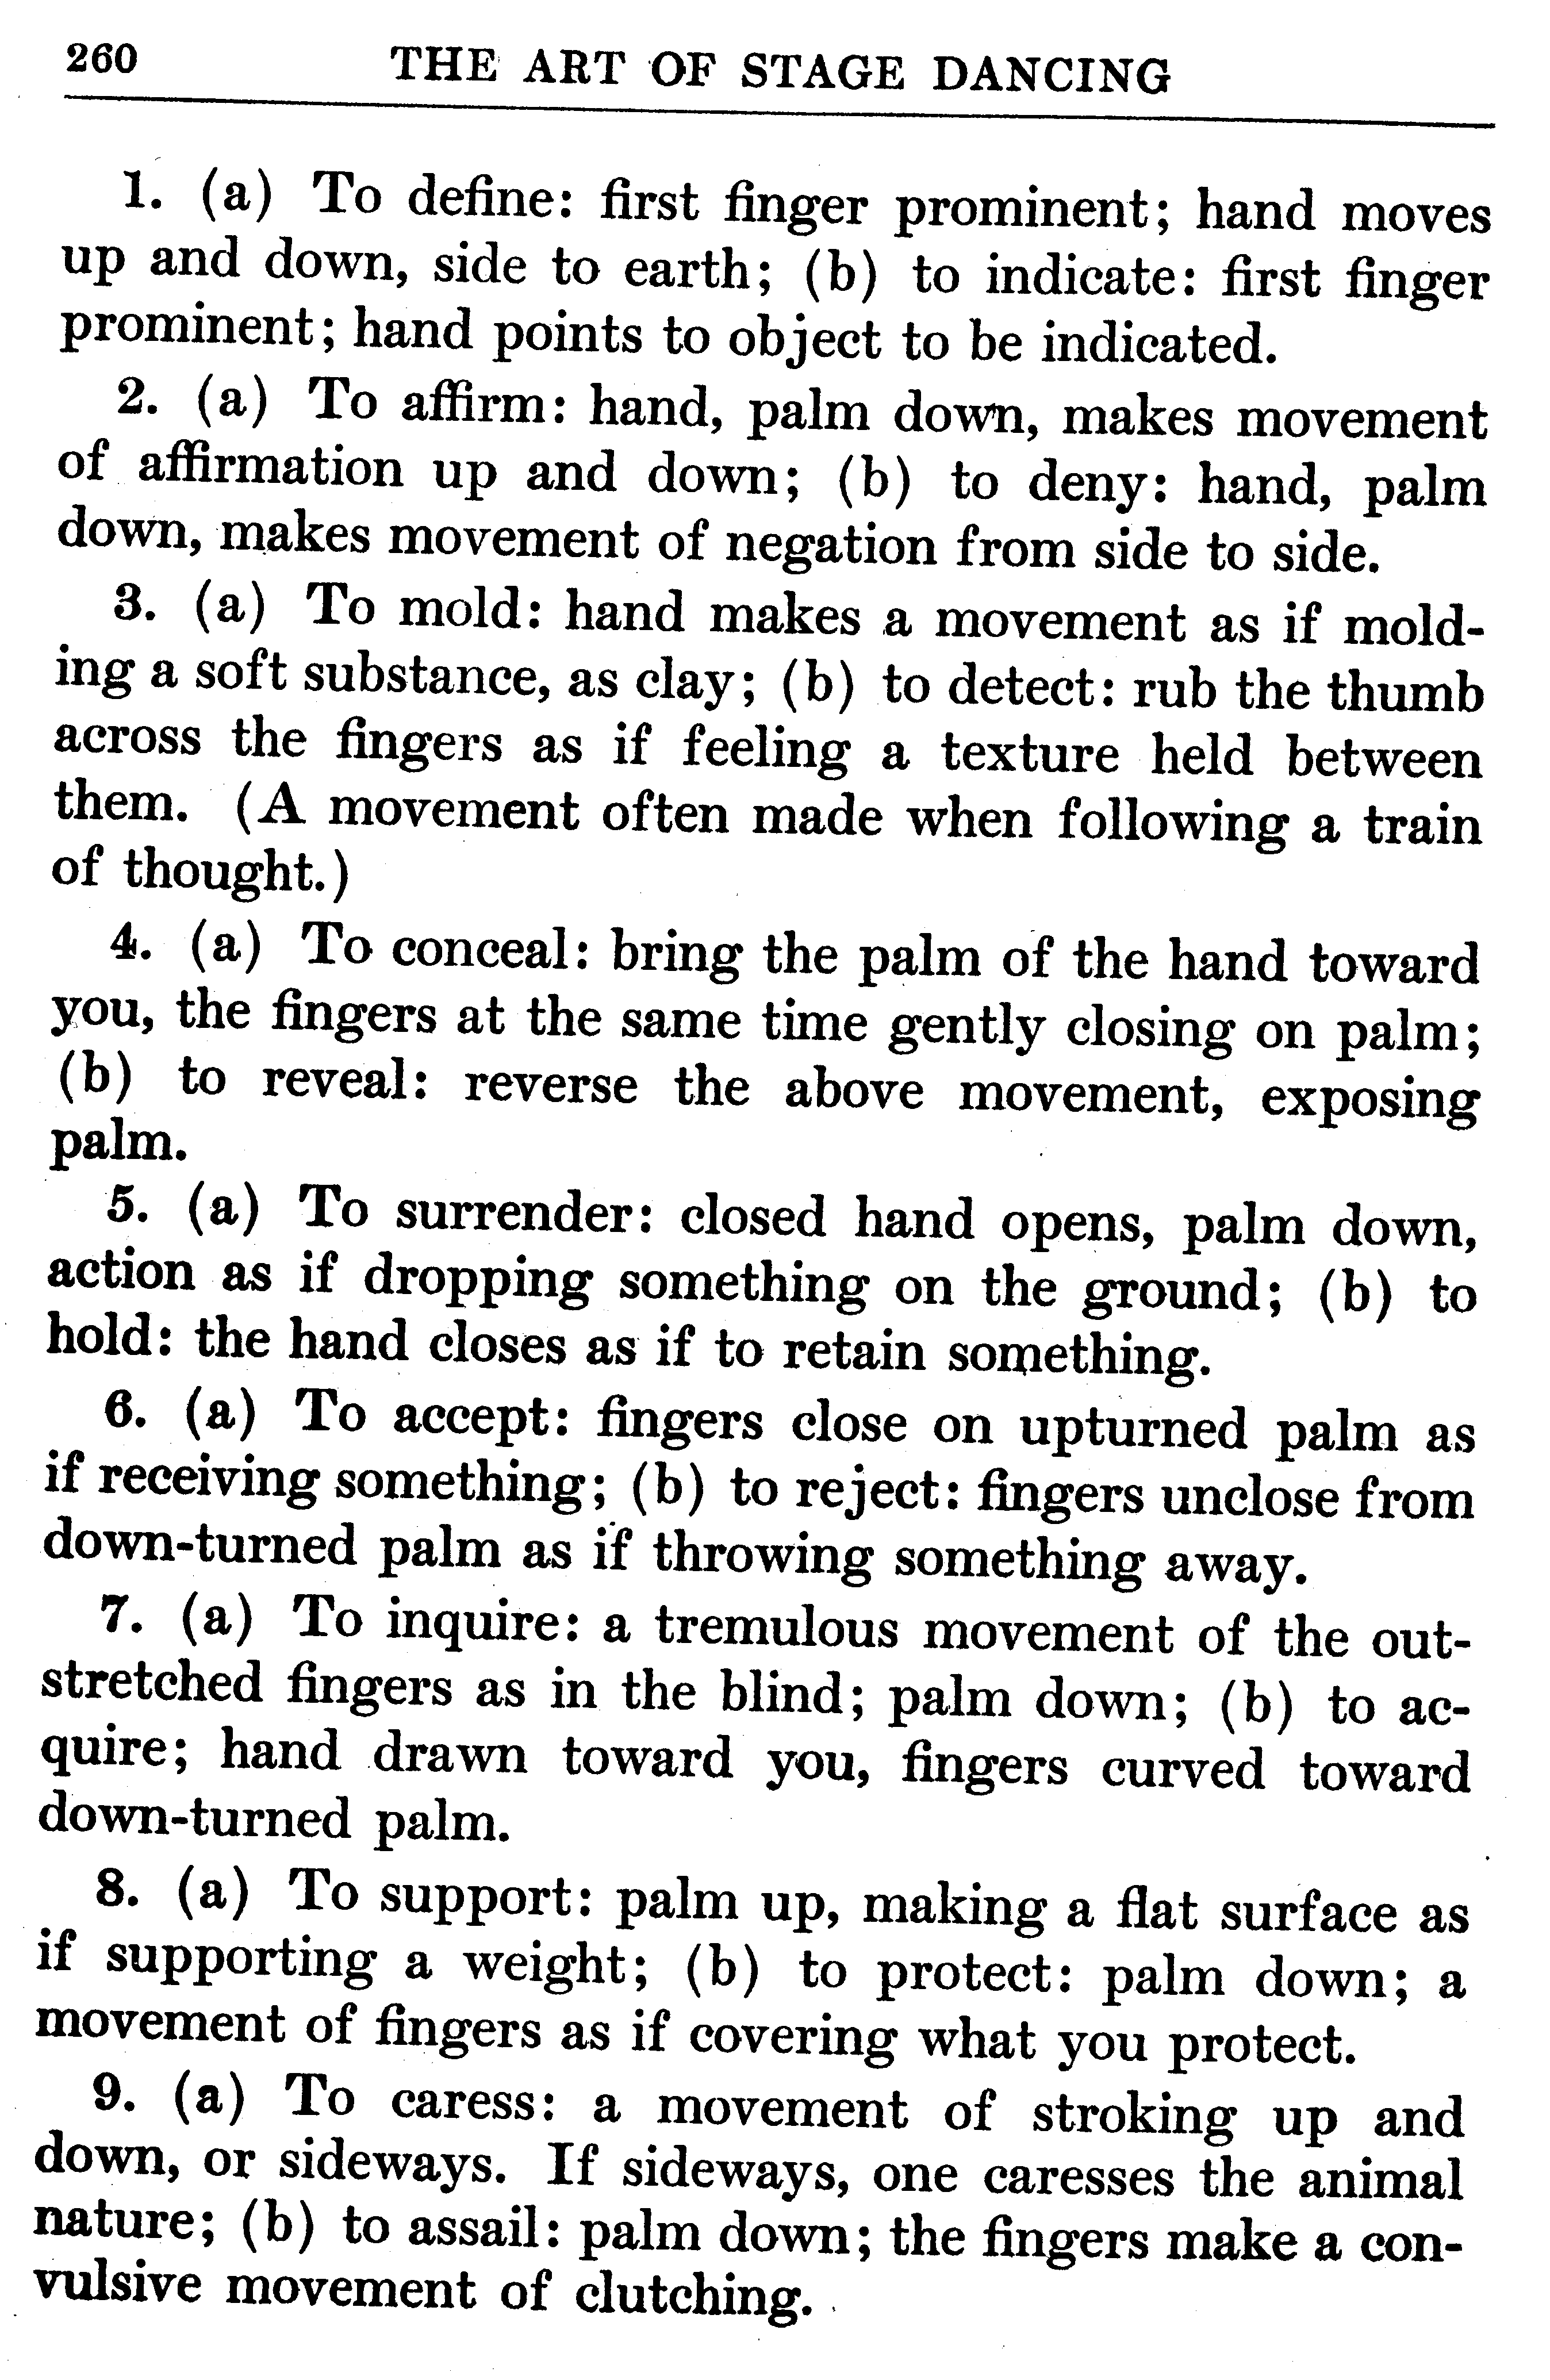 260 THE ART OF STAGE DANCING
1. (a) To define: first finger prominent; hand moves
up and down, side to earth; (b) to indicate: first finger
prominent; hand points to object to be indicated.
2. (a) To affirm: hand, palm down, makes movement
of affirmation up and down; (b) to deny: hand, palm
down, makes movement of negation from side to side.
3. (a) To mold: hand makes a movement as if mold-
ing a soft substance, as clay; (b) to detect: rub the thumb
across the fingers as if feeling a texture held between
them. (A movement often made when following a train
of thought.)
4. (a) To conceal: bring the palm of the hand toward
you, the fingers at the same time gently closing on palm;
(b) to reveal: reverse the above movement, exposing
palm.
5. (a) To surrender: closed hand opens, palm down,
action as if dropping something on the ground; (b) to
hold: the hand closes as if to retain something.
6. (a) To accept: fingers close on upturned palm as
if receiving something; (b) to reject: fingers unclose from
down-turned palm as if throwing something away.
7. (a) To inquire: a tremulous movement of the out-
stretched fingers as in the blind; palm down; (b) to ac-
quire; hand drawn toward you, fingers curved toward
down-turned palm.
8. (a) To support: palm up, making a flat surface as
if supporting a weight; (b) to protect: palm down; a
movement of fingers as if covering what you protect.
9. (a) To caress: a movement of stroking up and
down, or sideways. If sideways, one caresses the animal
nature; (b) to assail: palm down; the fingers make a con-
vulsive movement of clutching.